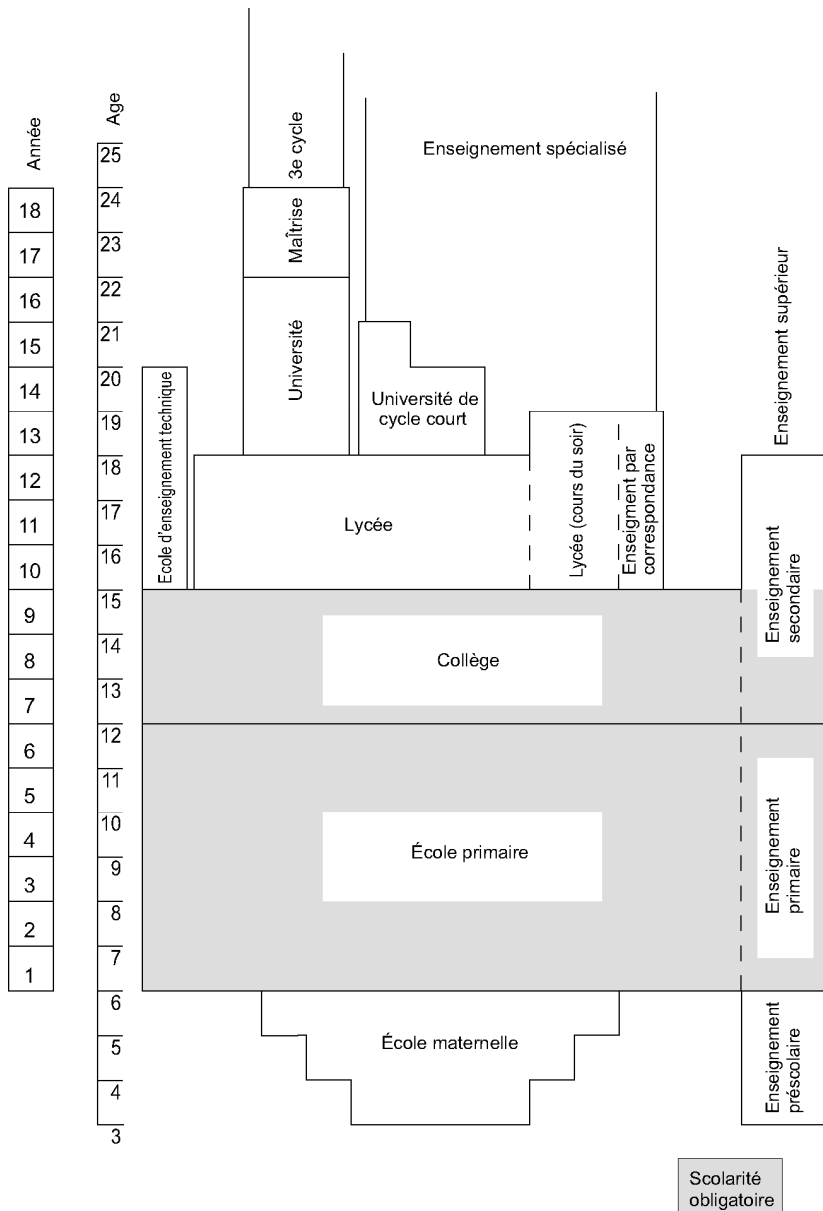 Année
Age
18
17
16
15
14
13
12
11
10
9
8
7
6
5
4
3
2
1
25
24
23
22
21
20
19
18
17
16
15
14
13
12
11
10
9
8
7
6
5
4
3
3e cycle
Maîtrise
Université
Enseignement spécialisé
Université de
cycle court
Ecole d'enseignement technique
Lycée
Lycée (cours du soir)
Enseigment par
correspondance
Collège
École primaire
École maternelle
Enseignement supérieur
Enseignement
secondaire
Enseignement
primaire
Enseignement
préscolaire
Scolarité
obligatoire